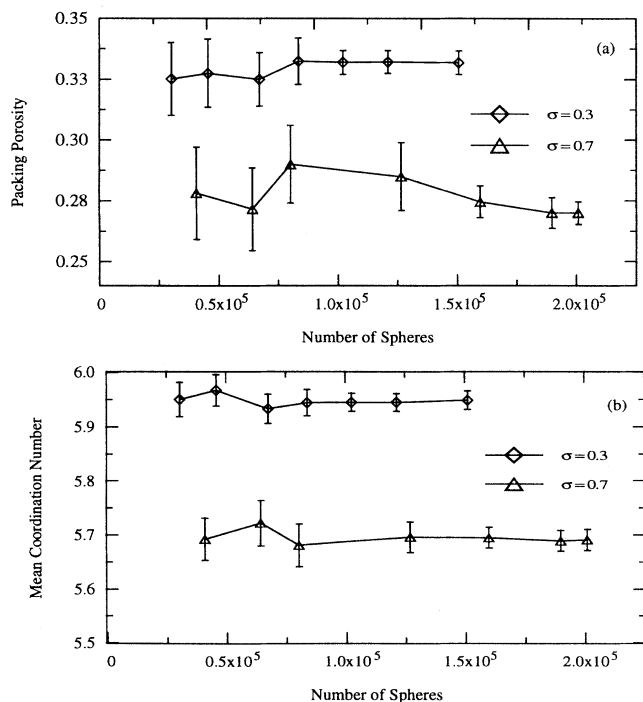 0.35
(a)
0.33
σ=0.3
0.30
σ=0.7
0.28
0.25
Packing Porosity
0
0.5x10⁵
1.0x10⁵
1.5x10⁵
2.0x10⁵
Number of Spheres
6.0
(b)
5.9
σ=0.3
5.8
σ=0.7
5.7
5.6
5.5
Mean Coordination Number
0
0.5x10⁵
1.0x10⁵
1.5x10⁵
2.0x10⁵
Number of Spheres